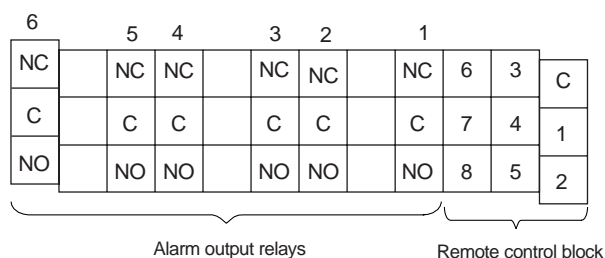 6 5 4 3 2 1
NC NC NC NC NC NC 6 3 C
C C C C C C 7 4 1
NO NO NO NO NO NO 8 5 2
Alarm output relays Remote control block